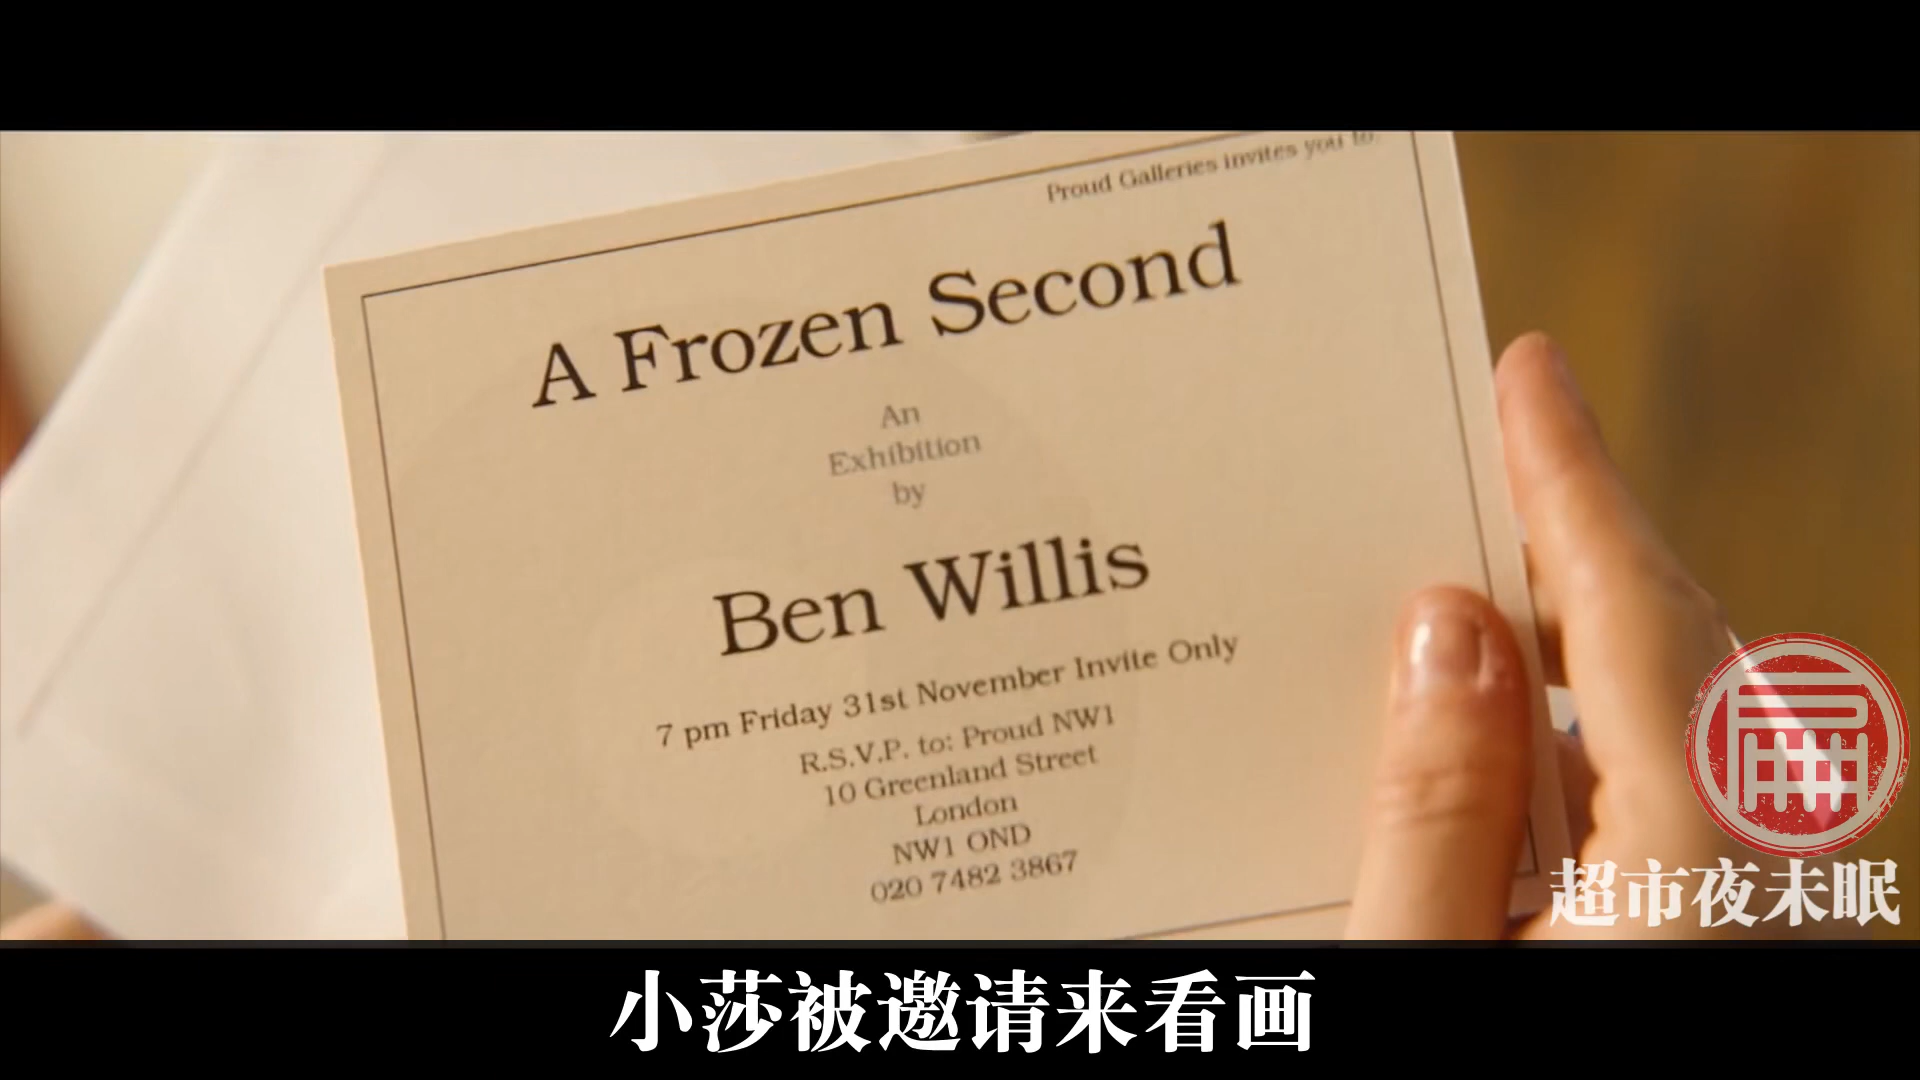 Proud Galleries invites you to:
A Frozen Second
An
Exhibition
by
Ben Willis
7 pm Friday 31st November Invite Only
R.S.V.P. to: Proud NW1
10 Greenland Street
London
NW1 OND
020 7482 3867
超市夜未眠
小莎被邀请来看画